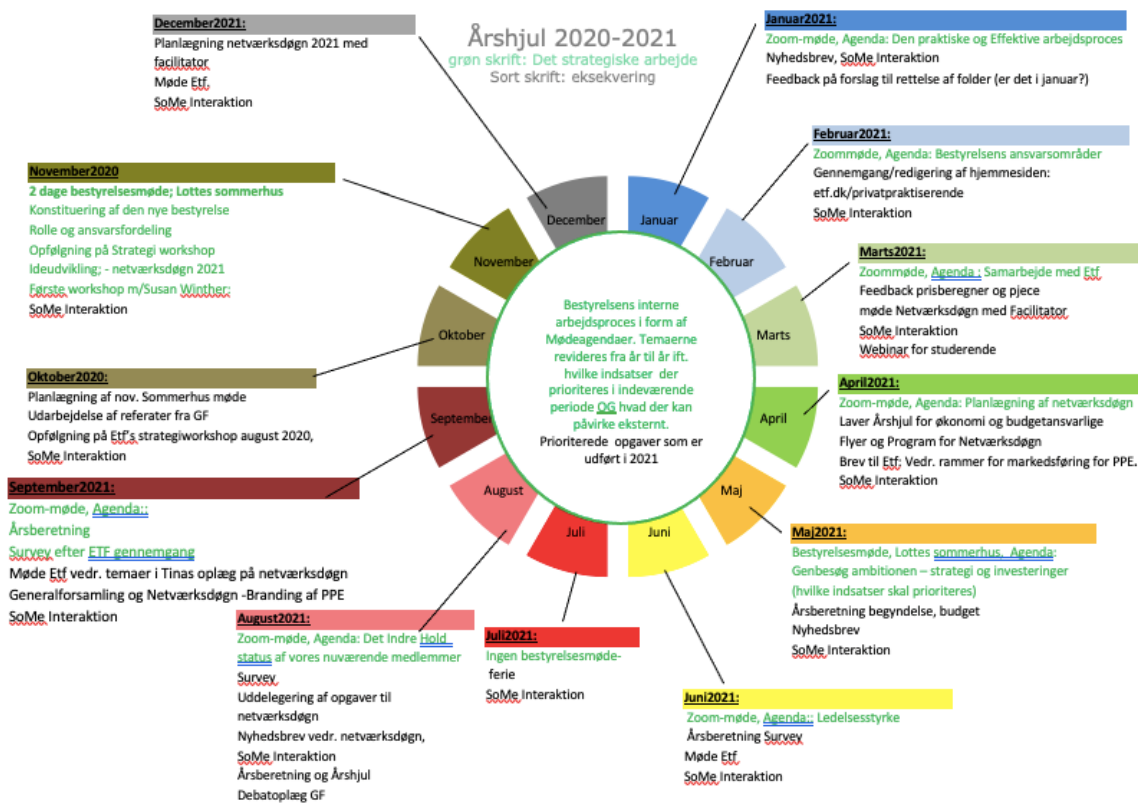 Årshjul 2020-2021
grøn skrift: Det strategiske arbejde
Sort skrift: eksekvering
Januar2021:
Zoom-møde, Agenda: Den praktiske og Effektive arbejdsproces
Nyhedsbrev, SoMe Interaktion
Feedback på forslag til rettelse af folder (er det i januar?)
Februar2021:
Zoommøde, Agenda: Bestyrelsens ansvarsområder
Gennemgang/redigering af hjemmesiden:
etf.dk/privatpraktiserende
SoMe Interaktion
Marts2021:
Zoommøde, Agenda : Samarbejde med Etf
Feedback prisberegner og pjece
møde Netværksdøgn med Facilitator
SoMe Interaktion
Webinar for studerende
April2021:
Zoom-møde, Agenda: Planlægning af netværksdøgn
Laver Årshjul for økonomi og budgetansvarlige
Flyer og Program for Netværksdøgn
Brev til Etf; Vedr. rammer for markedsføring for PPE.
SoMe Interaktion
Maj2021:
Bestyrelsesmøde, Lottes sommerhus, Agenda:
Genbesøg ambitionen – strategi og investeringer
(hvilke indsatser skal prioriteres)
Årsberetning begyndelse, budget
Nyhedsbrev
SoMe Interaktion
Juni2021:
Zoom-møde, Agenda;: Ledelsesstyrke
Årsberetning Survey
Møde Etf
SoMe Interaktion
Juli2021:
Ingen bestyrelsesmøde-
ferie
SoMe Interaktion
August2021:
Zoom-møde, Agenda: Det Indre Hold
status af vores nuværende medlemmer
Survey
Uddelegering af opgaver til
netværksdøgn
Nyhedsbrev vedr. netværksdøgn,
SoMe Interaktion
Årsberetning og Årshjul
Debatoplæg GF
September2021:
Zoom-møde, Agenda::
Årsberetning
Survey efter ETF gennemgang
Møde Etf vedr. temaer i Tinas oplæg på netværksdøgn
Generalforsamling og Netværksdøgn -Branding af PPE
SoMe Interaktion
Oktober2020:
Planlægning af nov. Sommerhus møde
Udarbejdelse af referater fra GF
Opfølgning på Etf's strategiworkshop august 2020,
SoMe Interaktion
November2020
2 dage bestyrelsesmøde; Lottes sommerhus
Konstituering af den nye bestyrelse
Rolle og ansvarsfordeling
Opfølgning på Strategi workshop
Ideudvikling; - netværksdøgn 2021
Første workshop m/Susan Winther:
SoMe Interaktion
December2021:
Planlægning netværksdøgn 2021 med
facilitator
Møde Etf,
SoMe Interaktion
Januar
Februar
Marts
April
Maj
Juni
Juli
August
September
Oktober
November
December
Bestyrelsens interne
arbejdsproces i form af
Mødeagendaer. Temaerne
revideres fra år til år ift.
hvilke indsatser der
prioriteres i indeværende
periode OG hvad der kan
påvirke eksternt.
Prioriterede opgaver som er
udført i 2021